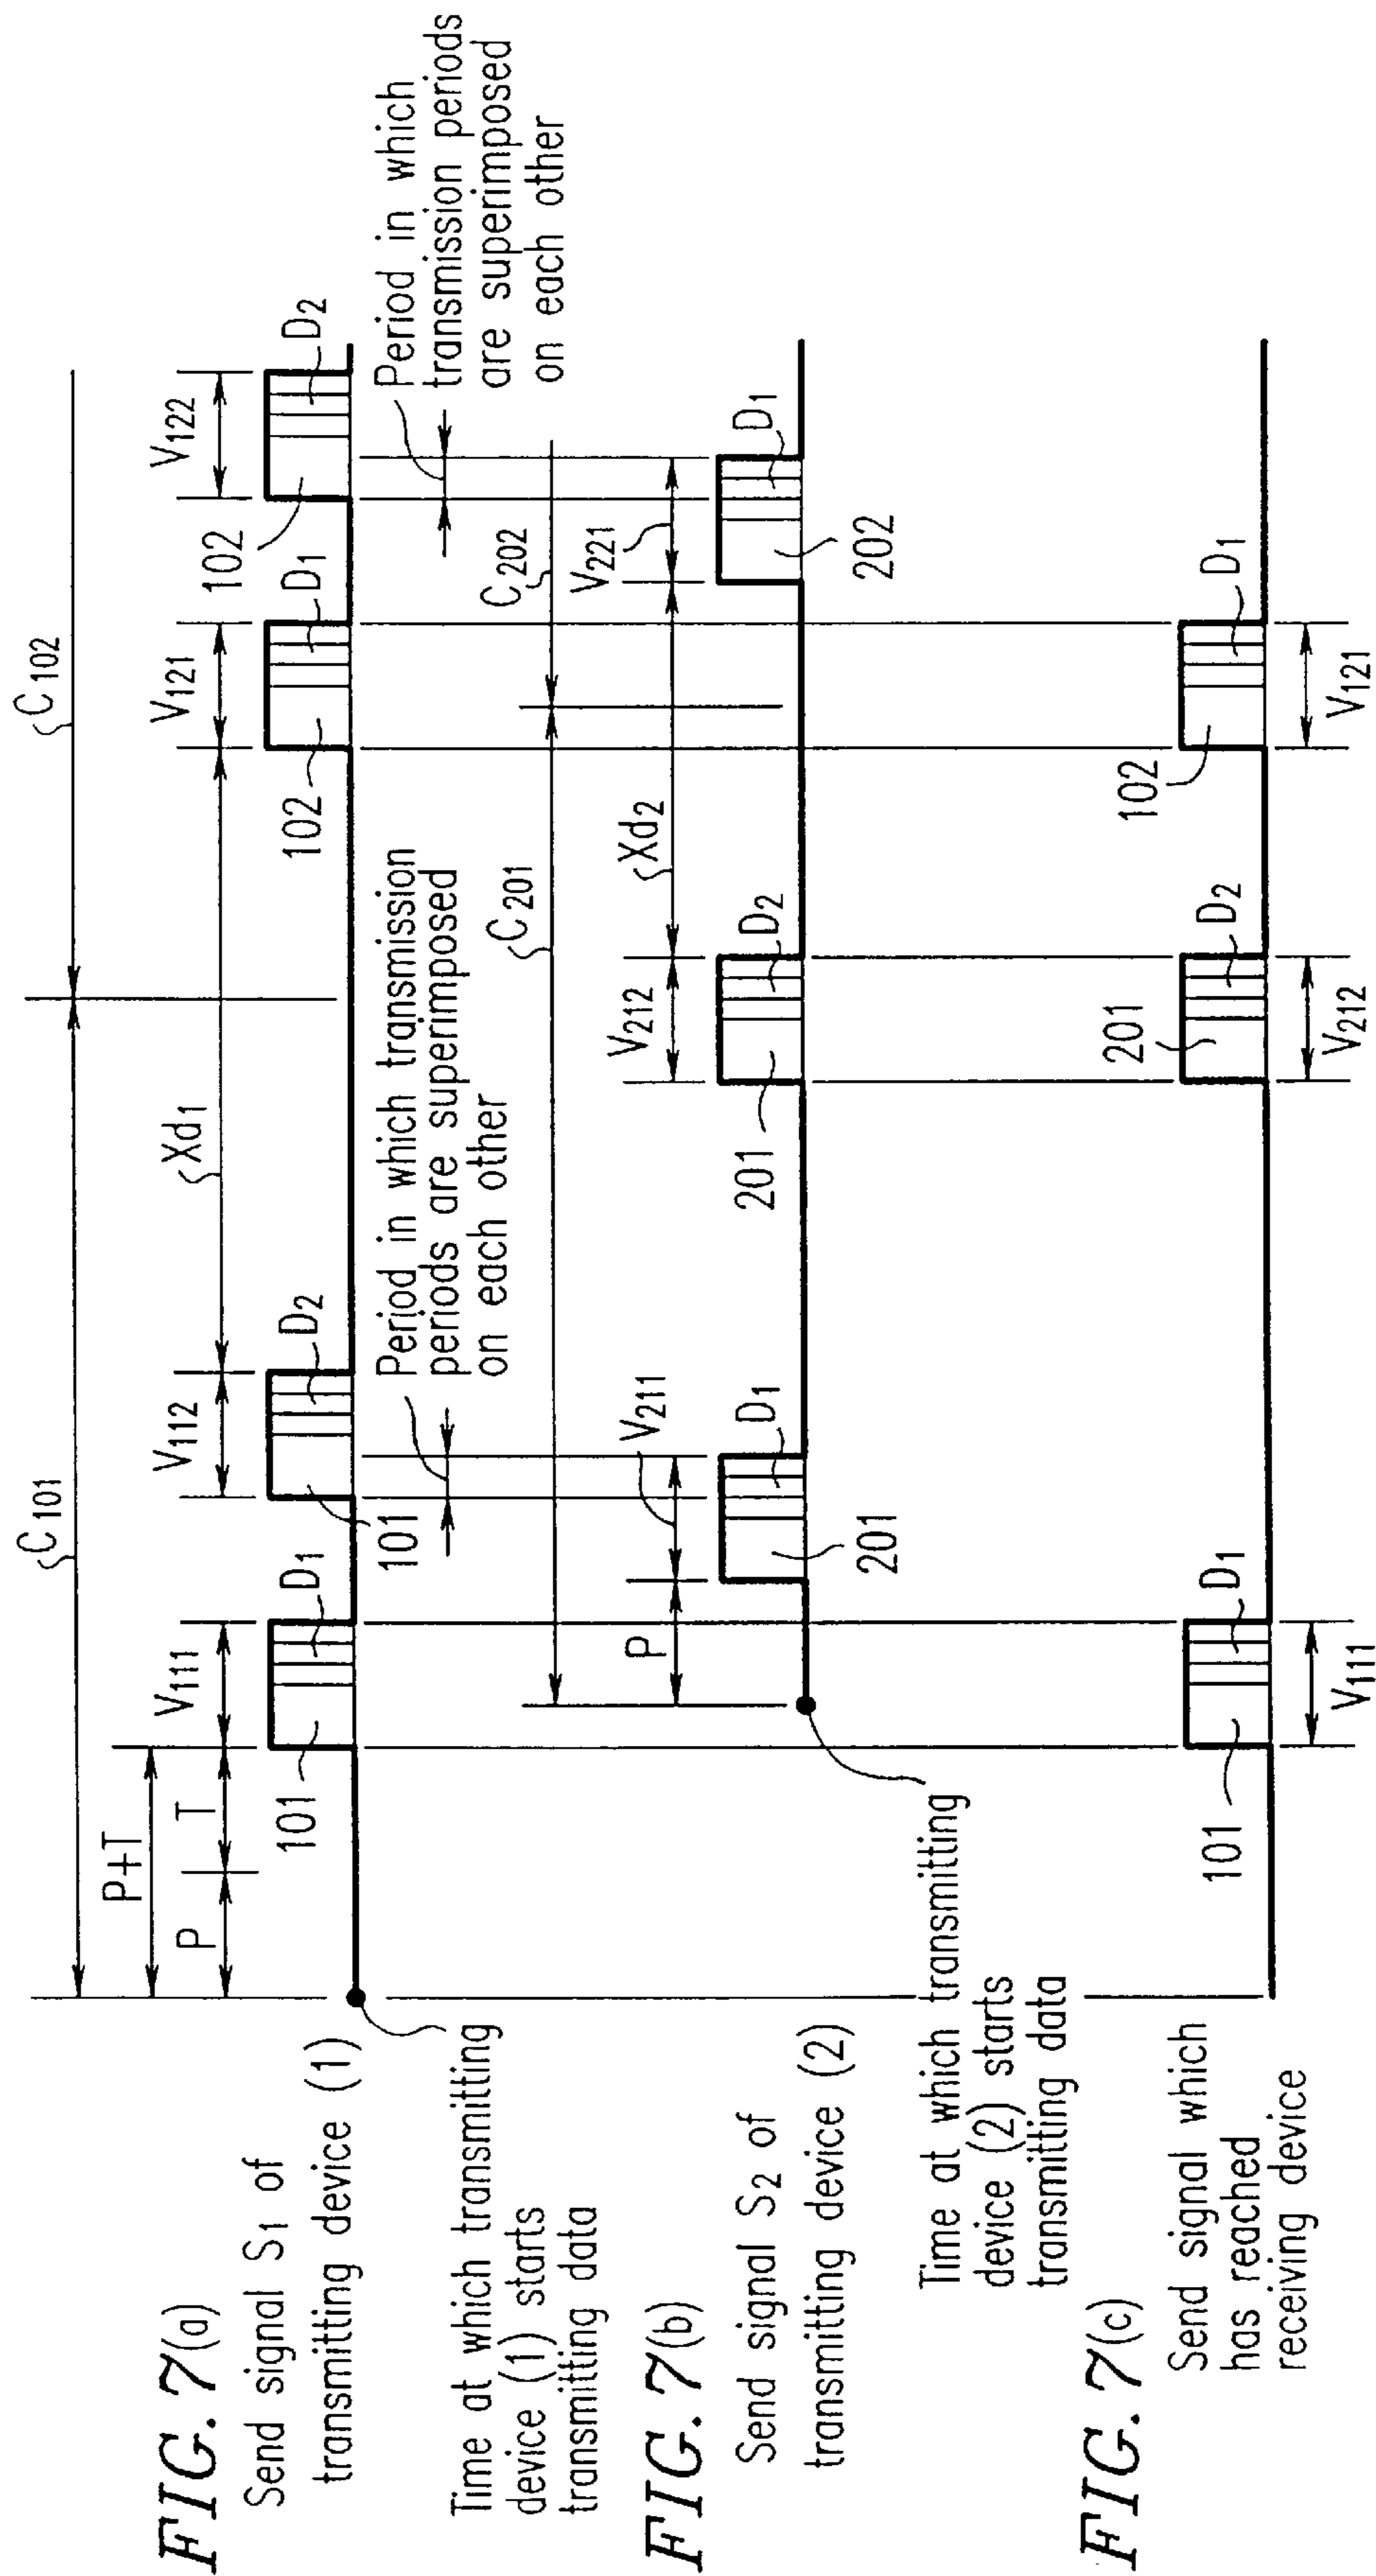 FIG. 7(a)
Send signal S1 of
transmitting device (1)
Time at which transmitting
device (1) starts
transmitting data
C101
C102
P+T
P
T
V111
V112
Xd1
V121
V122
101
D1
101
D2
102
D1
102
D2
Period in which transmission
periods are superimposed
on each other
Period in which
transmission periods
are superimposed
on each other
FIG. 7(b)
Send signal S2 of
transmitting device (2)
Time at which transmitting
device (2) starts
transmitting data
C201
C202
P
V211
V212
Xd2
V221
201
D1
201
D2
202
D1
FIG. 7(c)
Send signal which
has reached
receiving device
101
D1
201
D2
102
D1
V111
V212
V121